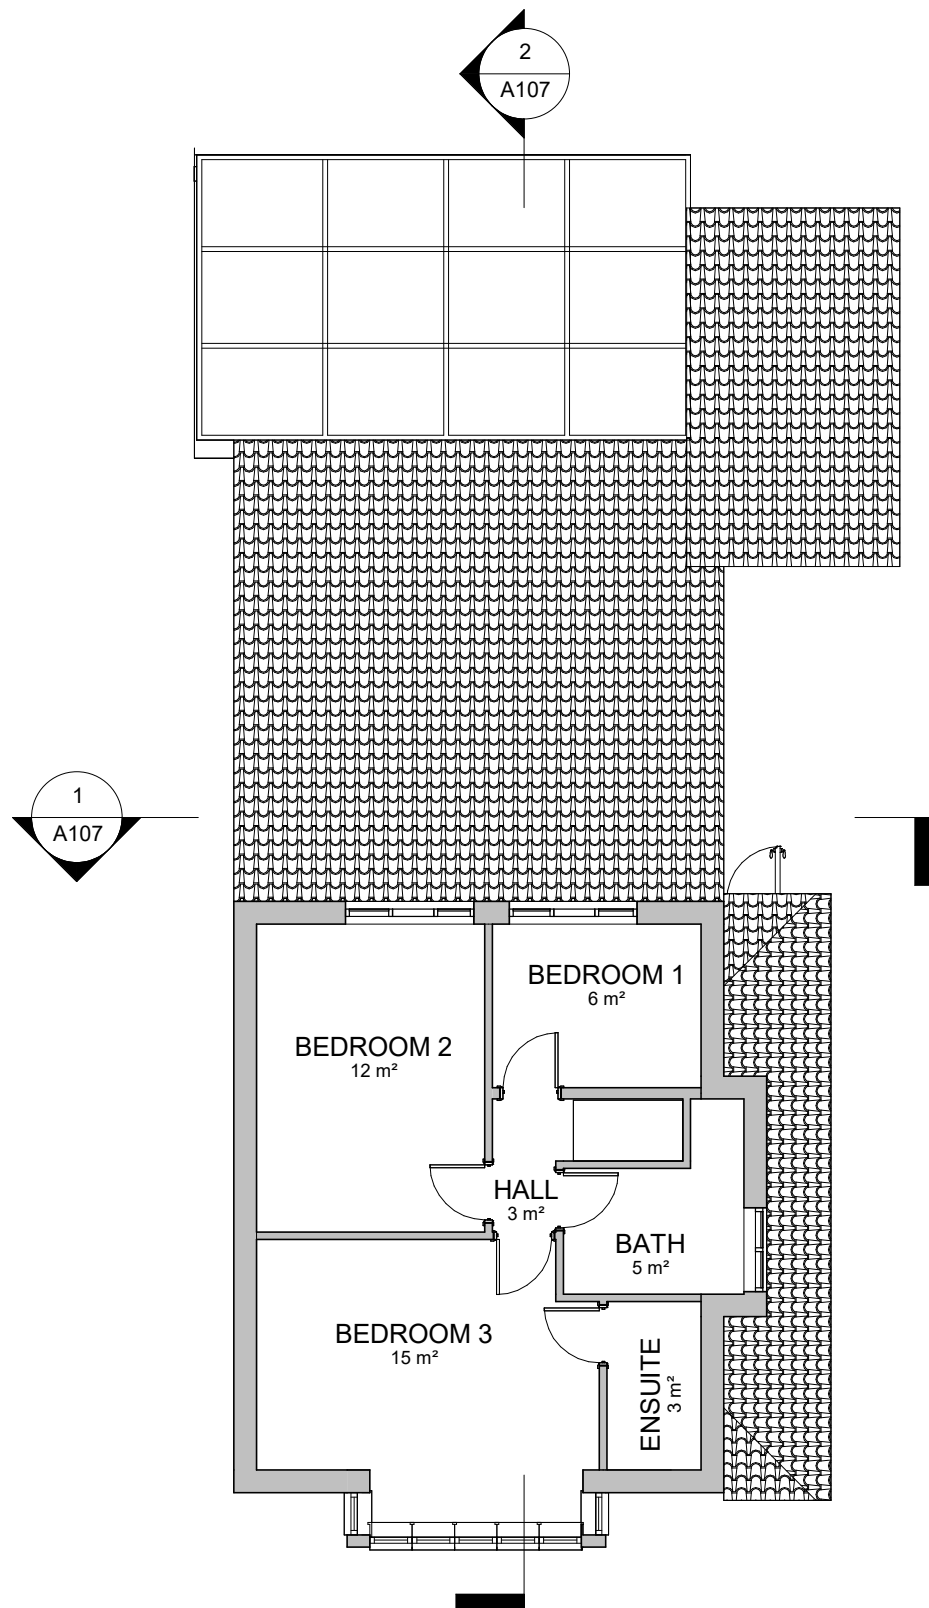 2
A107
1
A107
BEDROOM 1
6 m²
BEDROOM 2
12 m²
HALL
3 m²
BATH
5 m²
BEDROOM 3
15 m²
ENSUITE
3 m²